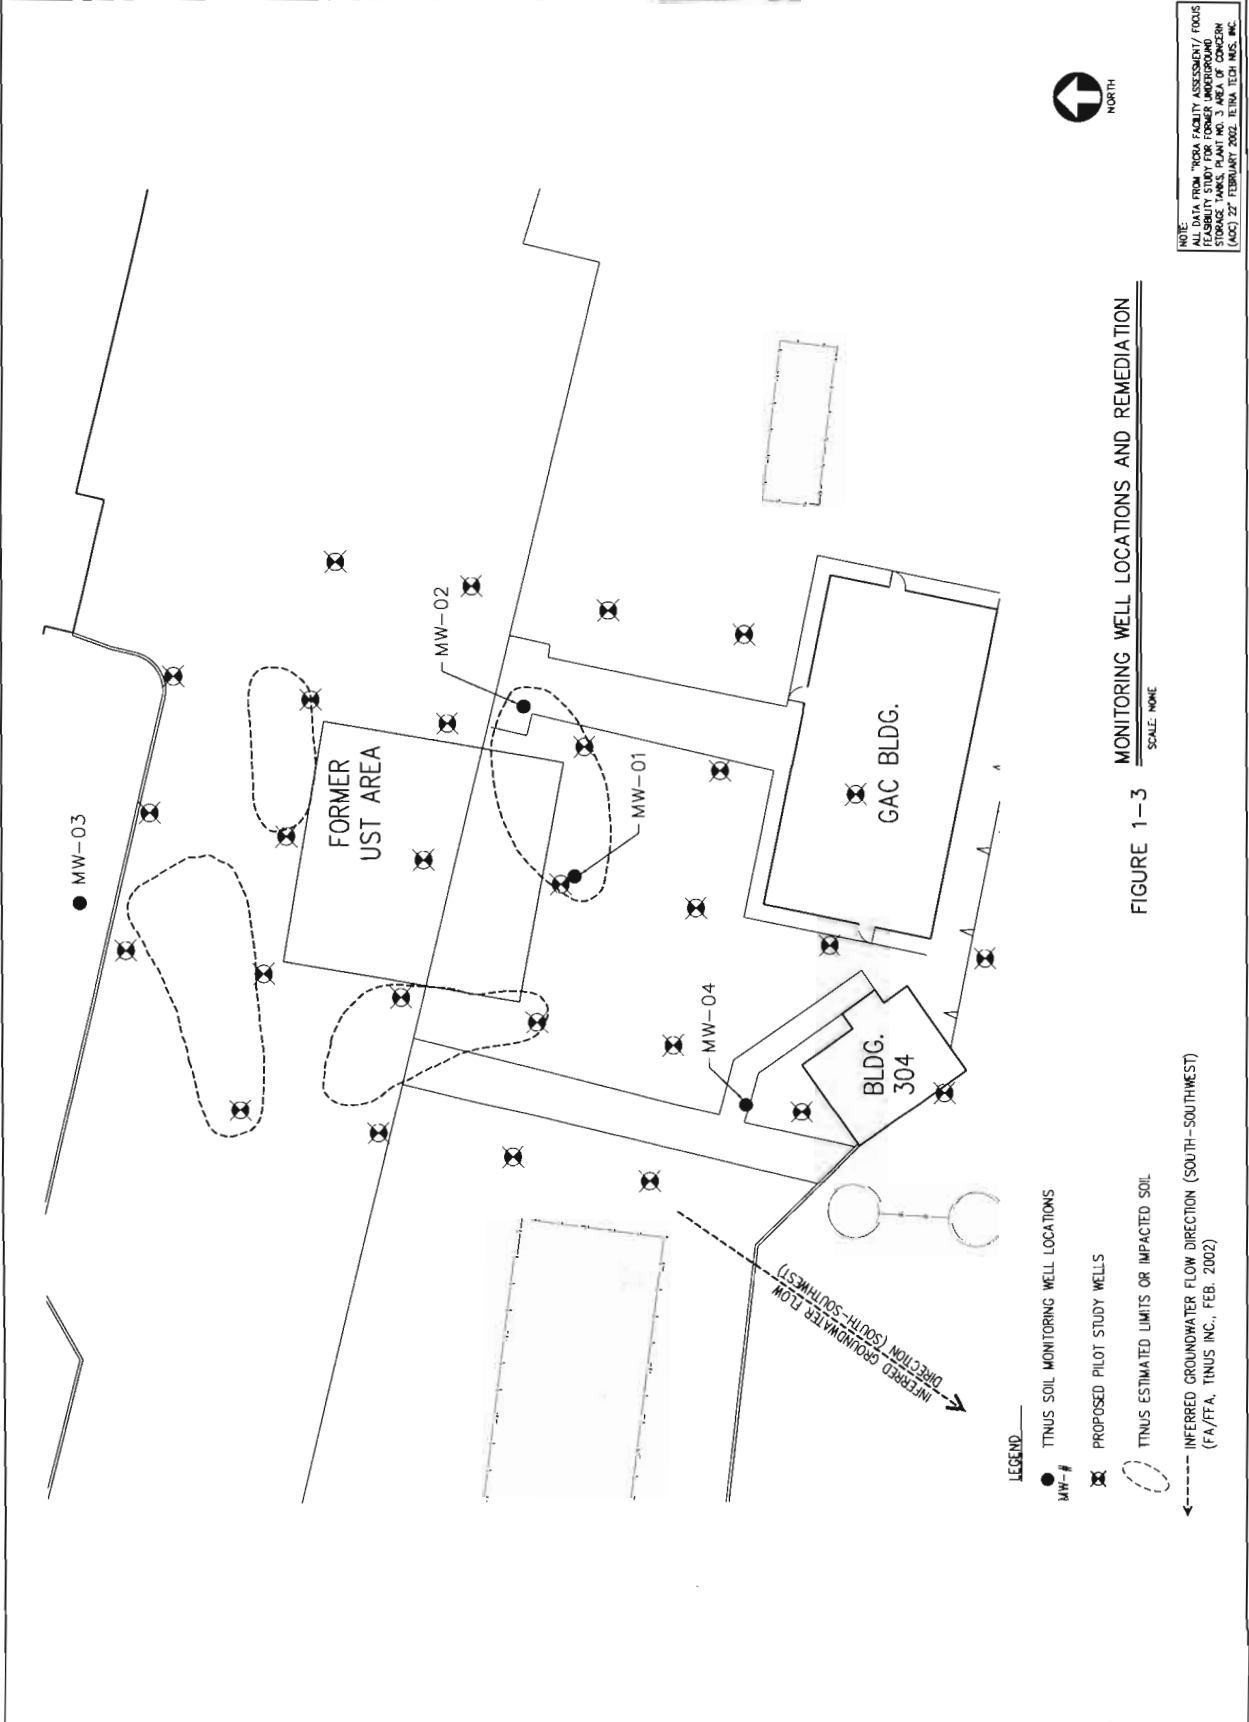 MW-03
FORMER
UST AREA
MW-02
MW-01
MW-04
GAC BLDG.
BLDG.
304
INFERRED GROUNDWATER FLOW
DIRECTION (SOUTH-SOUTHWEST)
NORTH
LEGEND
MW-#
TTNUS SOIL MONITORING WELL LOCATIONS
PROPOSED PILOT STUDY WELLS
TTNUS ESTIMATED LIMITS OR IMPACTED SOIL
INFERRED GROUNDWATER FLOW DIRECTION (SOUTH-SOUTHWEST)
(FA/FFA, TtNUS INC., FEB. 2002)
FIGURE 1-3 MONITORING WELL LOCATIONS AND REMEDIATION
SCALE: NONE
NOTE:
ALL DATA FROM "RCRA FACILITY ASSESSMENT/ FOCUS
FEASIBILITY STUDY FOR FORMER UNDERGROUND
STORAGE TANKS, PLANT NO. 3 AREA OF CONCERN
(AOC) 22" FEBRUARY 2002. TETRA TECH NUS, INC.